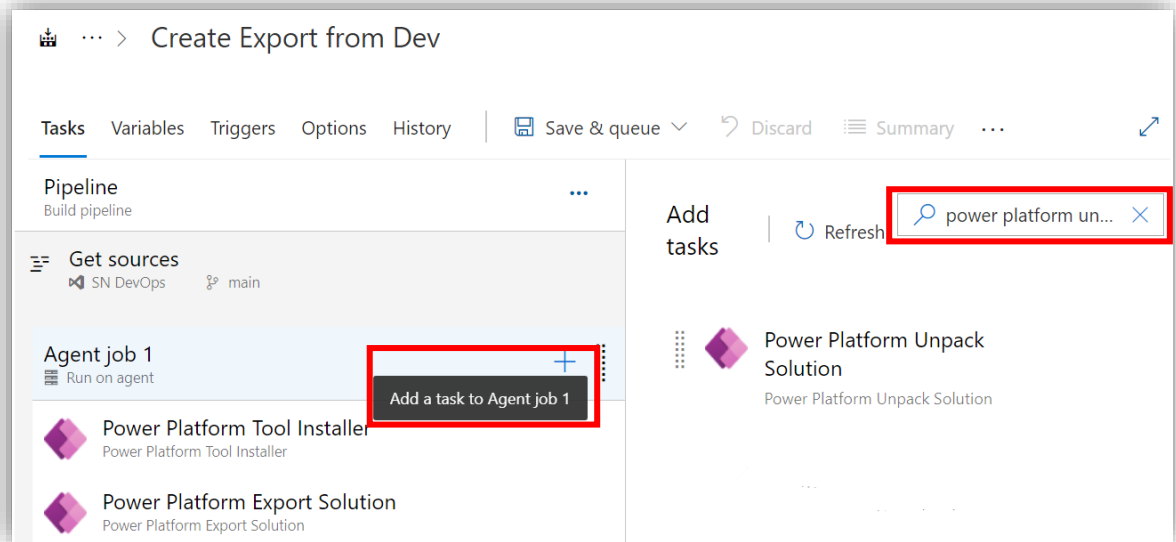 ··· > Create Export from Dev
Tasks Variables Triggers Options History Save & queue Discard Summary ···
Pipeline
Build pipeline
Get sources
SN DevOps main
Agent job 1
Run on agent
Add a task to Agent job 1
Power Platform Tool Installer
Power Platform Tool Installer
Power Platform Export Solution
Power Platform Export Solution
Add
tasks
Refresh
power platform un...
Power Platform Unpack
Solution
Power Platform Unpack Solution